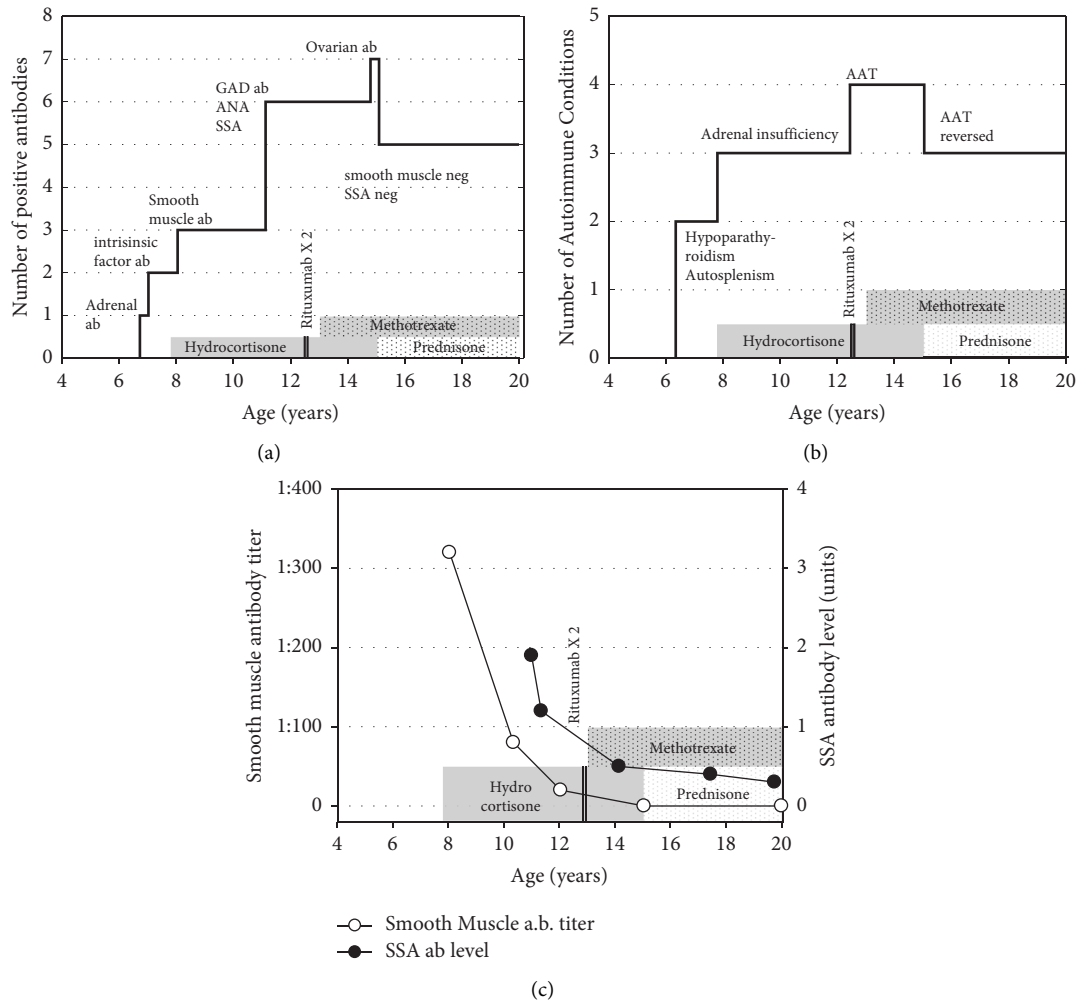 Number of positive antibodies
8
7
6
5
4
3
2
1
0
Ovarian ab
GAD ab
ANA
SSA
smooth muscle neg
SSA neg
Smooth
muscle ab
intrisinsic
factor ab
Adrenal
ab
Rituxumab X 2
Methotrexate
Hydrocortisone
Prednisone
4 6 8 10 12 14 16 18 20
Age (years)
(a)
Number of Autoimmune Conditions
5
4
3
2
1
0
AAT
Adrenal insufficiency
AAT
reversed
Hypoparathy-
roidism
Autosplenism
Rituxumab X 2
Methotrexate
Hydrocortisone
Prednisone
4 6 8 10 12 14 16 18 20
Age (years)
(b)
Smooth muscle antibody titer
1:400
1:300
1:200
1:100
0
Rituxumab X 2
Methotrexate
Hydro
cortisone
Prednisone
4
3
2
1
0
SSA antibody level (units)
4 6 8 10 12 14 16 18 20
Age (years)
Smooth Muscle a.b. titer
SSA ab level
(c)